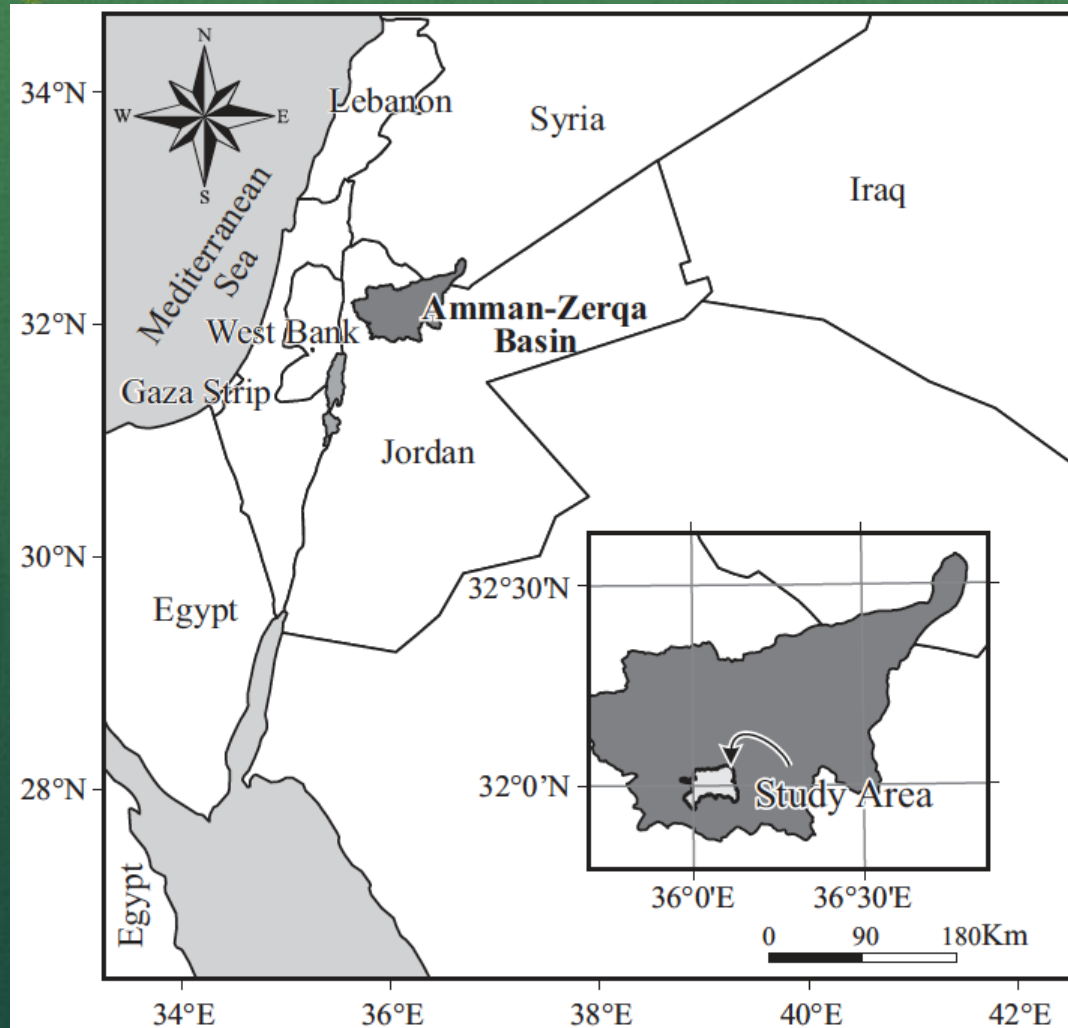 N
W
E
S
34°N
32°N
30°N
28°N
Lebanon
Syria
Iraq
Mediterranean
Sea
West Bank
Amman-Zerqa
Basin
Gaza Strip
Jordan
Egypt
Egypt
32°30'N
32°0’N
Study Area
36°0'E
36°30'E
0
90
180Km
34°E
36°E
38°E
40°E
42°E